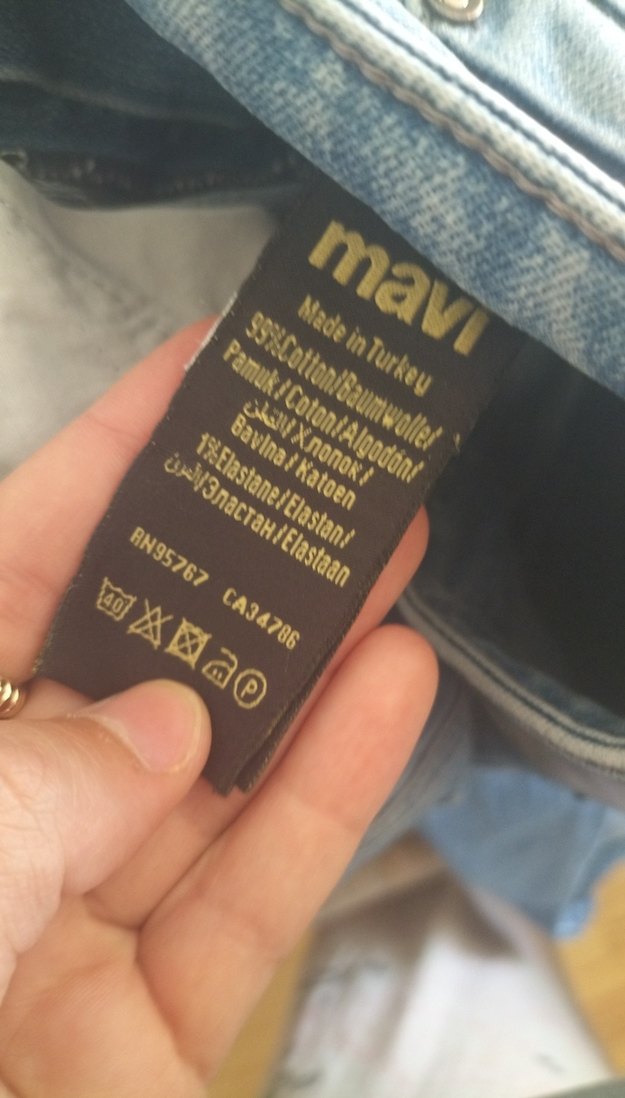 mavi
Made in Turkey
99%Cotton/Baumwolle/
Pamuk/Coton/Algodón/
/Хлопок/
Bavlna/Katoen
1%Elastane/Elastan/
/Эластан/Elastaan
RN95767 CA34786
40 P